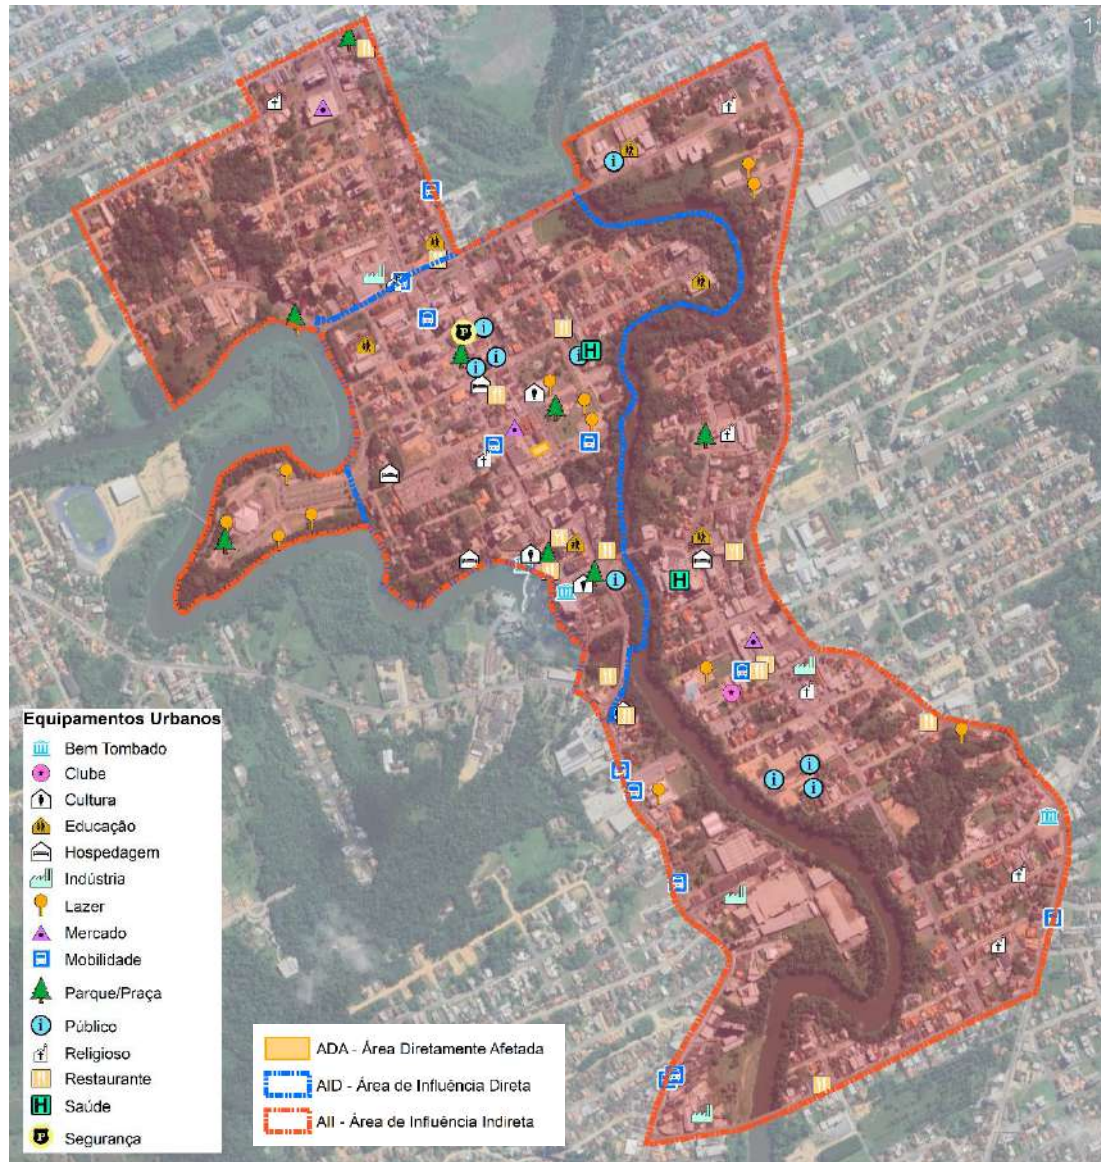 1
Equipamentos Urbanos
Bem Tombado
Clube
Cultura
Educação
Hospedagem
Indústria
Lazer
Mercado
Mobilidade
Parque/Praça
Público
Religioso
Restaurante
Saúde
Segurança
ADA - Área Diretamente Afetada
AID - Área de Influência Direta
AII - Área de Influência Indireta